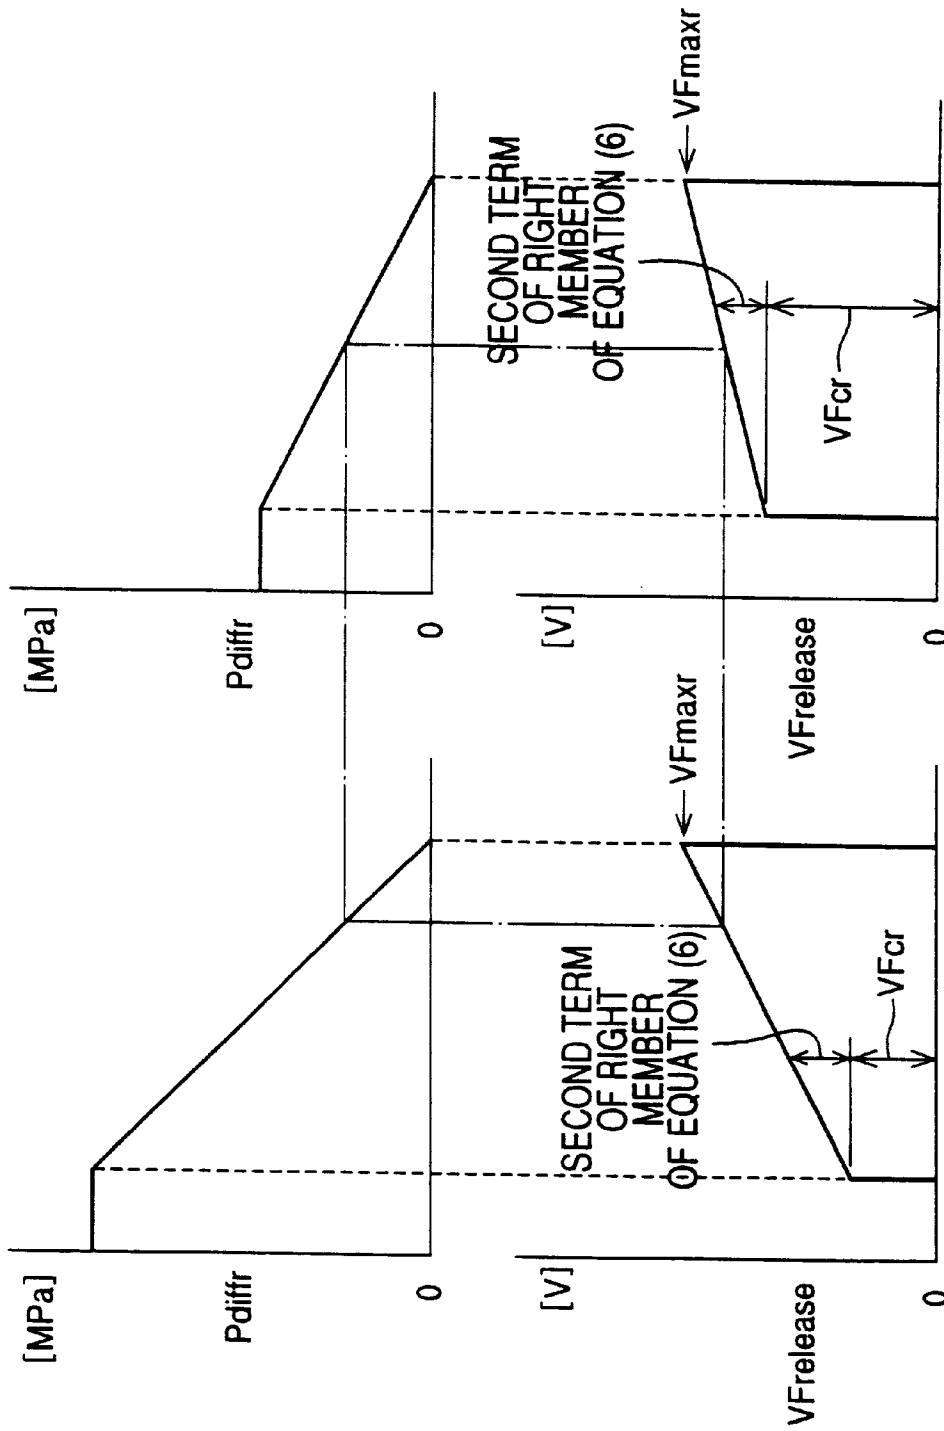 [MPa]
Pdiffr
0
[V]
VFrelease
0
SECOND TERM
OF RIGHT
MEMBER
OF EQUATION (6)
VFmaxr
VFcr
[MPa]
Pdiffr
0
[V]
VFrelease
0
SECOND TERM
OF RIGHT
MEMBER
OF EQUATION (6)
VFmaxr
VFcr